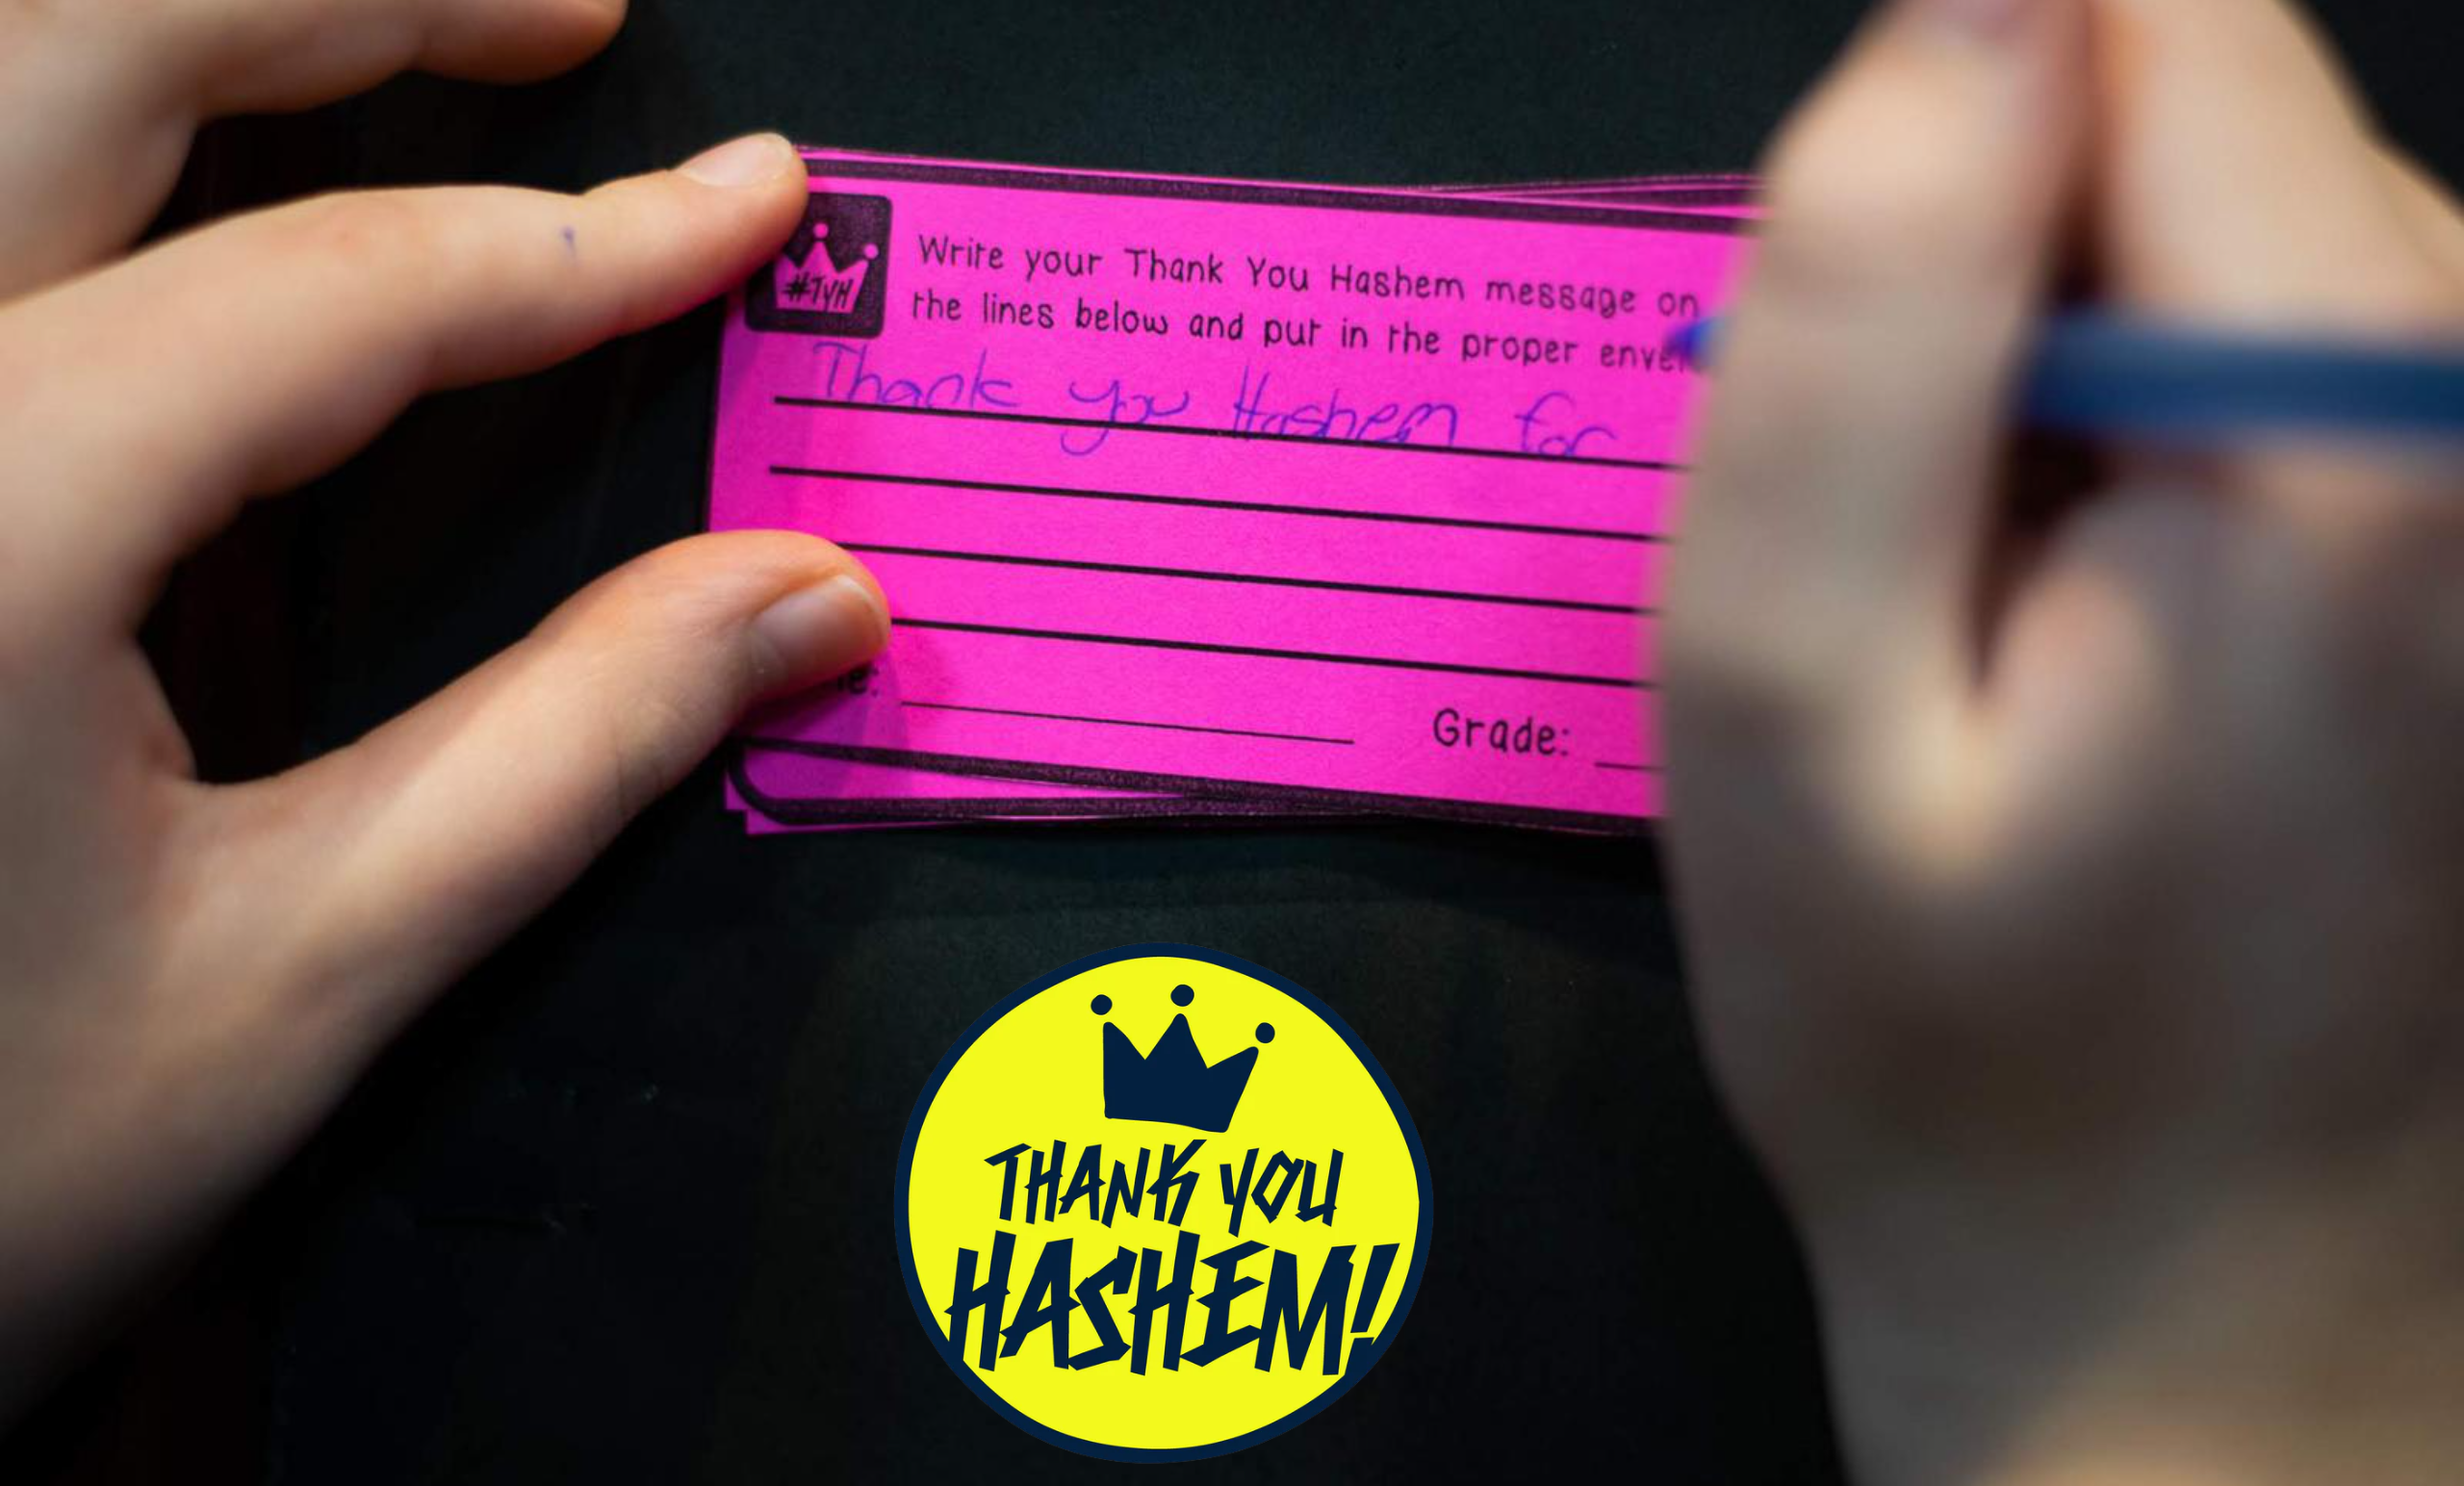 #TYH
Write your Thank You Hashem message on
the lines below and put in the proper
Thank you Hashem for
Grade:
THANK YOU
HASHEM!